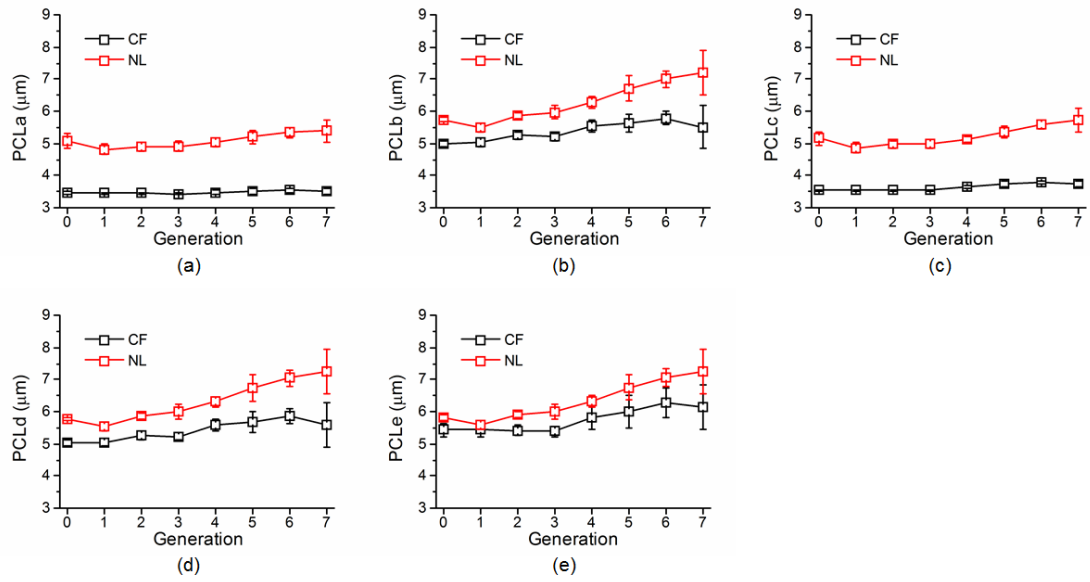 9
8
7
6
5
4
3
PCLa (μm)
CF
NL
0 1 2 3 4 5 6 7
Generation
(a)
9
8
7
6
5
4
3
PCLb (μm)
CF
NL
0 1 2 3 4 5 6 7
Generation
(b)
9
8
7
6
5
4
3
PCLc (μm)
CF
NL
0 1 2 3 4 5 6 7
Generation
(c)
9
8
7
6
5
4
3
PCLd (μm)
CF
NL
0 1 2 3 4 5 6 7
Generation
(d)
9
8
7
6
5
4
3
PCLe (μm)
CF
NL
0 1 2 3 4 5 6 7
Generation
(e)